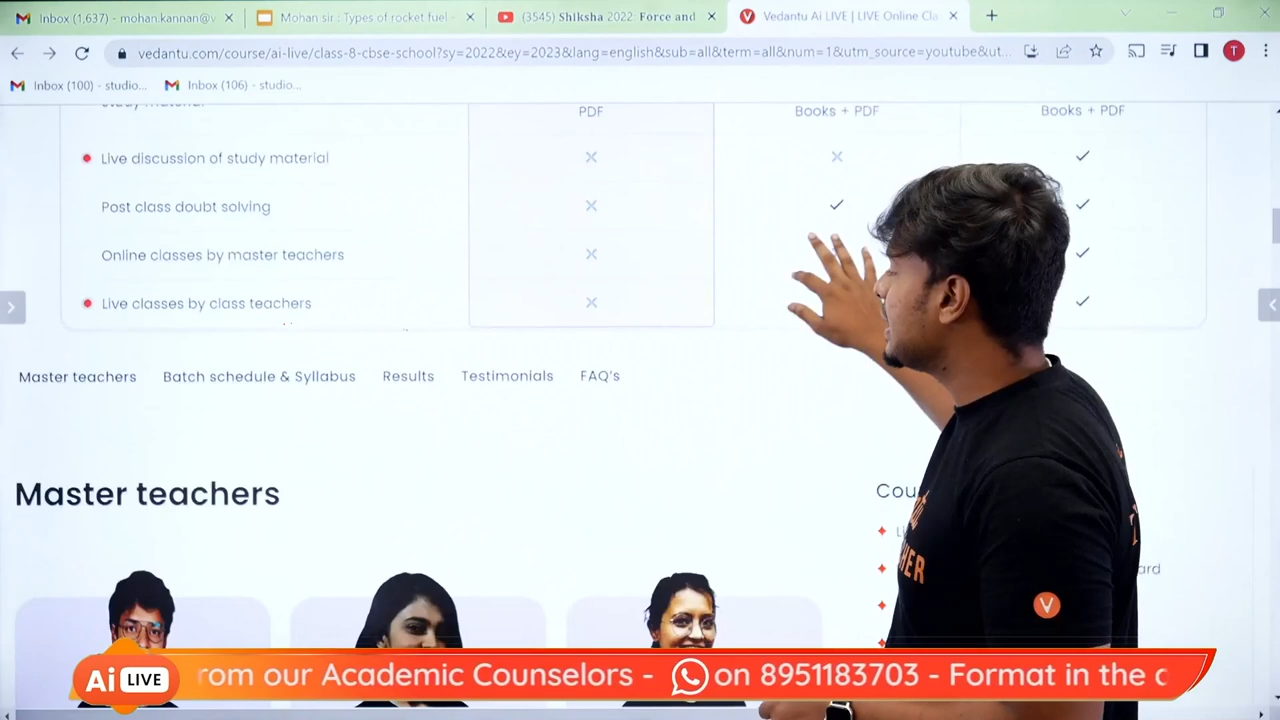 Inbox (1,637) - mohan.kannan@v
Mohan sir : Types of rocket fuel -
(3545) 𝐒𝐡𝐢𝐤𝐬𝐡𝐚 2022: 𝐅𝐨𝐫𝐜𝐞 𝐚𝐧𝐝
Vedantu Ai LIVE | LIVE Online Cla
vedantu.com/course/ai-live/class-8-cbse-school?sy=2022&ey=2023&lang=english&sub=all&term=all&num=1&utm_source=youtube&ut...
T
Inbox (100) - studio...
Inbox (106) - studio...
PDF
Books + PDF
Books + PDF
Live discussion of study material
Post class doubt solving
Online classes by master teachers
Live classes by class teachers
Master teachers
Batch schedule & Syllabus
Results
Testimonials
FAQ's
Master teachers
Cou
HER
ard
V
Ai LIVE
rom our Academic Counselors -
on 8951183703 - Format in the c